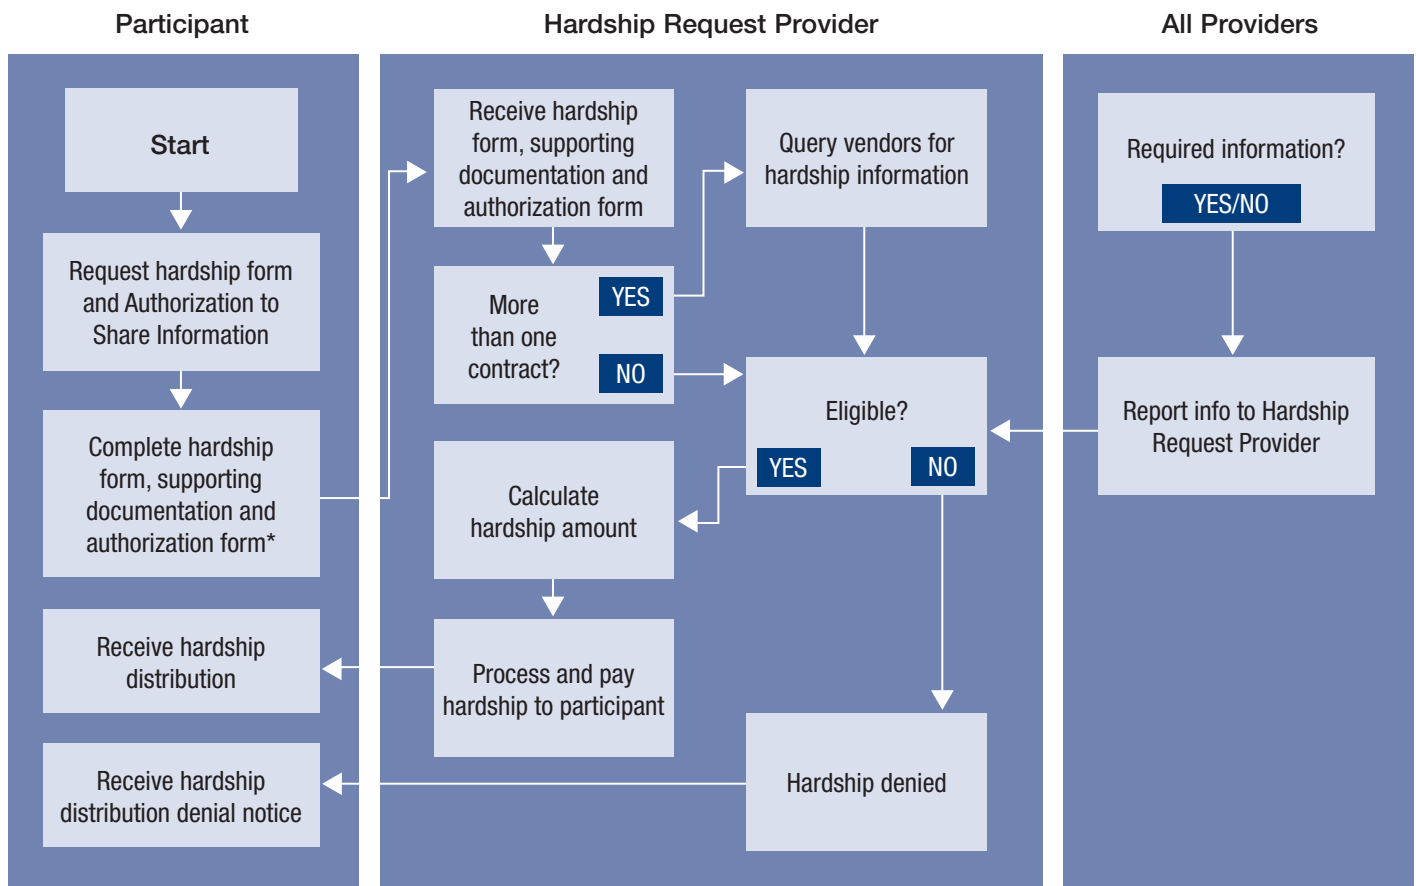 Participant
Hardship Request Provider
All Providers
Start
Request hardship form
and Authorization to
Share Information
Complete hardship
form, supporting
documentation and
authorization form*
Receive hardship
distribution
Receive hardship
distribution denial notice
Receive hardship
form, supporting
documentation and
authorization form
More
than one
contract?
YES
NO
Calculate
hardship amount
Process and pay
hardship to participant
Query vendors for
hardship information
Eligible?
YES
NO
Hardship denied
Required information?
YES/NO
Report info to Hardship
Request Provider